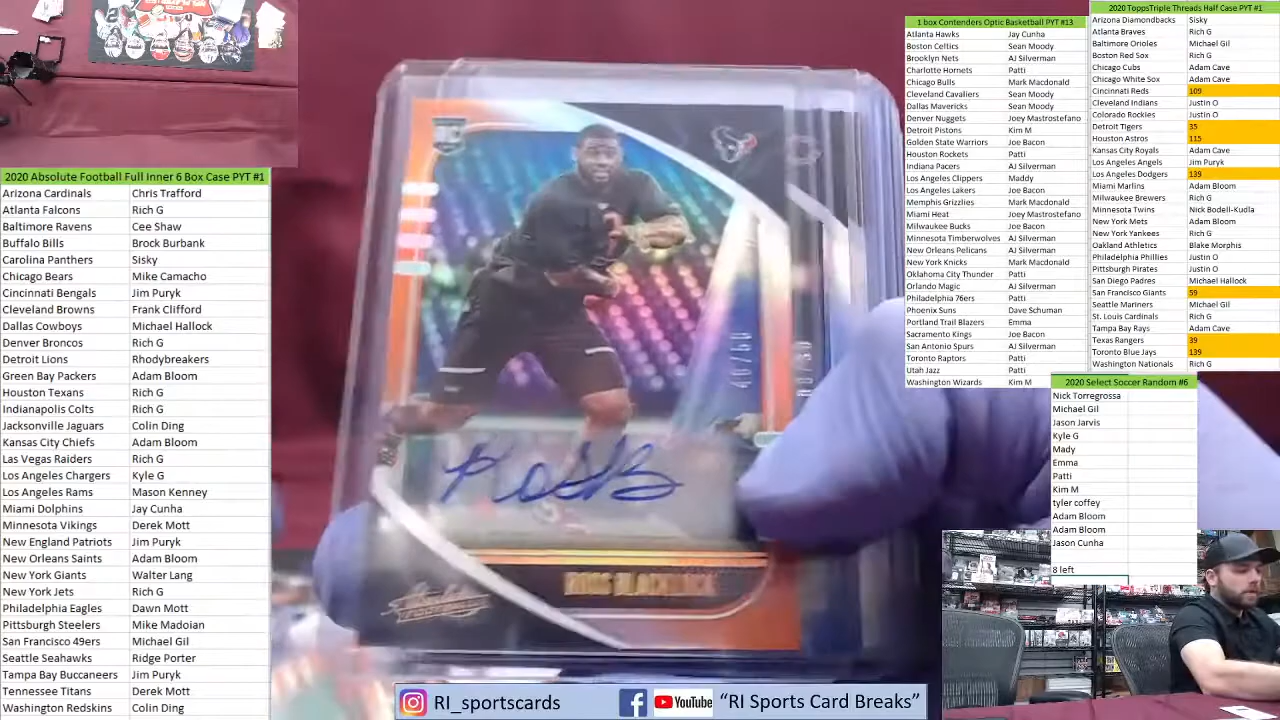 2020 Absolute Football Full Inner 6 Box Case PYT #1
Arizona Cardinals Chris Trafford
Atlanta Falcons Rich G
Baltimore Ravens Cee Shaw
Buffalo Bills Brock Burbank
Carolina Panthers Sisky
Chicago Bears Mike Camacho
Cincinnati Bengals Jim Puryk
Cleveland Browns Frank Clifford
Dallas Cowboys Michael Hallock
Denver Broncos Rich G
Detroit Lions Rhodybreakers
Green Bay Packers Adam Bloom
Houston Texans Rich G
Indianapolis Colts Rich G
Jacksonville Jaguars Colin Ding
Kansas City Chiefs Adam Bloom
Las Vegas Raiders Rich G
Los Angeles Chargers Kyle G
Los Angeles Rams Mason Kenney
Miami Dolphins Jay Cunha
Minnesota Vikings Derek Mott
New England Patriots Jim Puryk
New Orleans Saints Adam Bloom
New York Giants Walter Lang
New York Jets Rich G
Philadelphia Eagles Dawn Mott
Pittsburgh Steelers Mike Madoian
San Francisco 49ers Michael Gil
Seattle Seahawks Ridge Porter
Tampa Bay Buccaneers Jim Puryk
Tennessee Titans Derek Mott
Washington Redskins Colin Ding
RC
RI_sportscards
YouTube "RI Sports Card Breaks"
1 box Contenders Optic Basketball PYT #13
Atlanta Hawks Jay Cunha
Boston Celtics Sean Moody
Brooklyn Nets AJ Silverman
Charlotte Hornets Patti
Chicago Bulls Mark Macdonald
Cleveland Cavaliers Sean Moody
Dallas Mavericks Sean Moody
Denver Nuggets Joey Mastrostefano
Detroit Pistons Kim M
Golden State Warriors Joe Bacon
Houston Rockets Patti
Indiana Pacers AJ Silverman
Los Angeles Clippers Maddy
Los Angeles Lakers Joe Bacon
Memphis Grizzlies Mark Macdonald
Miami Heat Joey Mastrostefano
Milwaukee Bucks Joe Bacon
Minnesota Timberwolves AJ Silverman
New Orleans Pelicans AJ Silverman
New York Knicks Mark Macdonald
Oklahoma City Thunder Patti
Orlando Magic AJ Silverman
Philadelphia 76ers Patti
Phoenix Suns Dave Schuman
Portland Trail Blazers Emma
Sacramento Kings Joe Bacon
San Antonio Spurs AJ Silverman
Toronto Raptors Patti
Utah Jazz Patti
Washington Wizards Kim M
2020 ToppsTriple Threads Half Case PYT #1
Arizona Diamondbacks Sisky
Atlanta Braves Rich G
Baltimore Orioles Michael Gil
Boston Red Sox Rich G
Chicago Cubs Adam Cave
Chicago White Sox Adam Cave
Cincinnati Reds 109
Cleveland Indians Justin O
Colorado Rockies Justin O
Detroit Tigers 35
Houston Astros 115
Kansas City Royals Adam Cave
Los Angeles Angels Jim Puryk
Los Angeles Dodgers 139
Miami Marlins Adam Bloom
Milwaukee Brewers Rich G
Minnesota Twins Nick Bodell-Kudla
New York Mets Adam Bloom
New York Yankees Rich G
Oakland Athletics Blake Morphis
Philadelphia Phillies Justin O
Pittsburgh Pirates Justin O
San Diego Padres Michael Hallock
San Francisco Giants 59
Seattle Mariners Michael Gil
St. Louis Cardinals Rich G
Tampa Bay Rays Adam Cave
Texas Rangers 39
Toronto Blue Jays 139
Washington Nationals Rich G
2020 Select Soccer Random #6
Nick Torregrossa
Michael Gil
Jason Jarvis
Kyle G
Mady
Emma
Patti
Kim M
tyler coffey
Adam Bloom
Adam Bloom
Jason Cunha
8 left